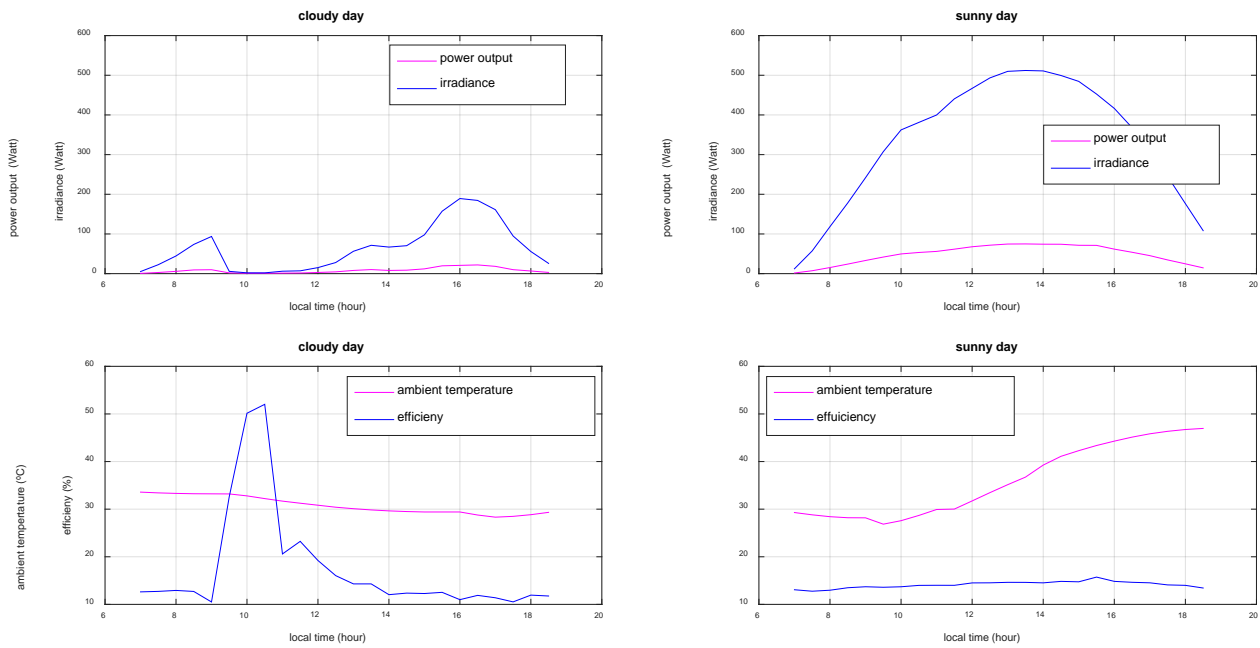 cloudy day
600
500
400
300
200
100
0
6 8 10 12 14 16 18 20
local time (hour)
power output (Watt)
irradiance (Watt)
power output
irradiance
sunny day
600
500
400
300
200
100
0
6 8 10 12 14 16 18 20
local time (hour)
power output (Watt)
irradiance (Watt)
power output
irradiance
cloudy day
60
50
40
30
20
10
6 8 10 12 14 16 18 20
local time (hour)
ambient tempertature (ºC)
efficieny (%)
ambient temperature
efficieny
sunny day
60
50
40
30
20
10
6 8 10 12 14 16 18 20
local time (hour)
ambient temperature
effuiciency